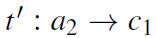 t′ : a₂ → c₁